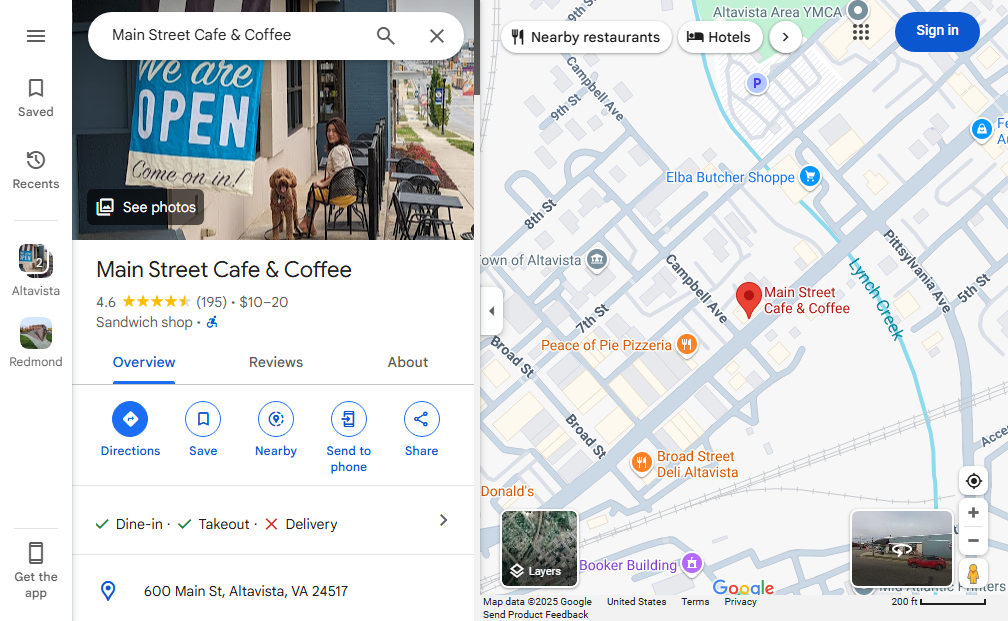 Main Street Cafe & Coffee
Saved
Recents
2
Altavista
Redmond
Get the
app
We are
OPEN
Come on in!
See photos
Main Street Cafe & Coffee
4.6 (195) · $10–20
Sandwich shop ·
Overview
Reviews
About
Directions
Save
Nearby
Send to
phone
Share
Dine-in · Takeout · Delivery
600 Main St, Altavista, VA 24517
Nearby restaurants
Hotels
Sign in
Altavista Area YMCA
9th St
9th St
Campbell Ave
P
Elba Butcher Shoppe
8th St
own of Altavista
Campbell Ave
Pittsylvania Ave
5th St
Lynch Creek
Main Street
Cafe & Coffee
7th St
Peace of Pie Pizzeria
Broad St
Broad St
Broad Street
Deli Altavista
Donald's
Acce
Layers
Booker Building
Google
Mid Atlantic Printers
Map data ©2025 Google
United States
Terms
Privacy
200 ft
Send Product Feedback